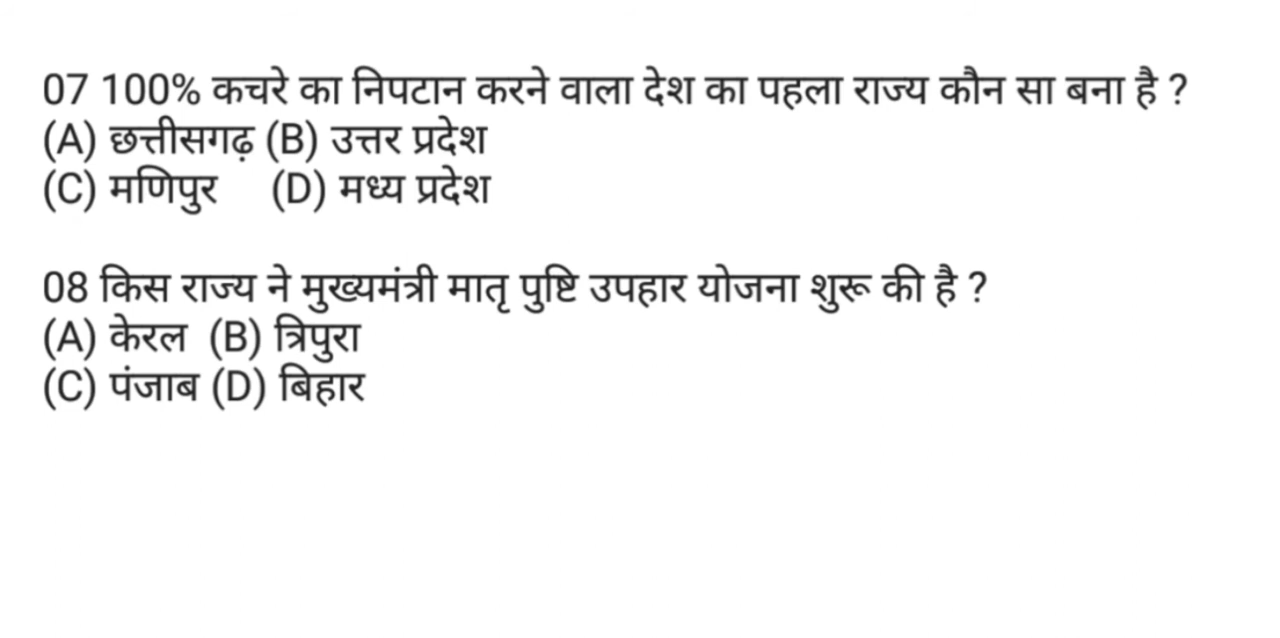 07 100% कचरे का निपटान करने वाला देश का पहला राज्य कौन सा बना है ?
(A) छत्तीसगढ़ (B) उत्तर प्रदेश
(C) मणिपुर (D) मध्य प्रदेश
08 किस राज्य ने मुख्यमंत्री मातृ पुष्टि उपहार योजना शुरू की है ?
(A) केरल (B) त्रिपुरा
(C) पंजाब (D) बिहार